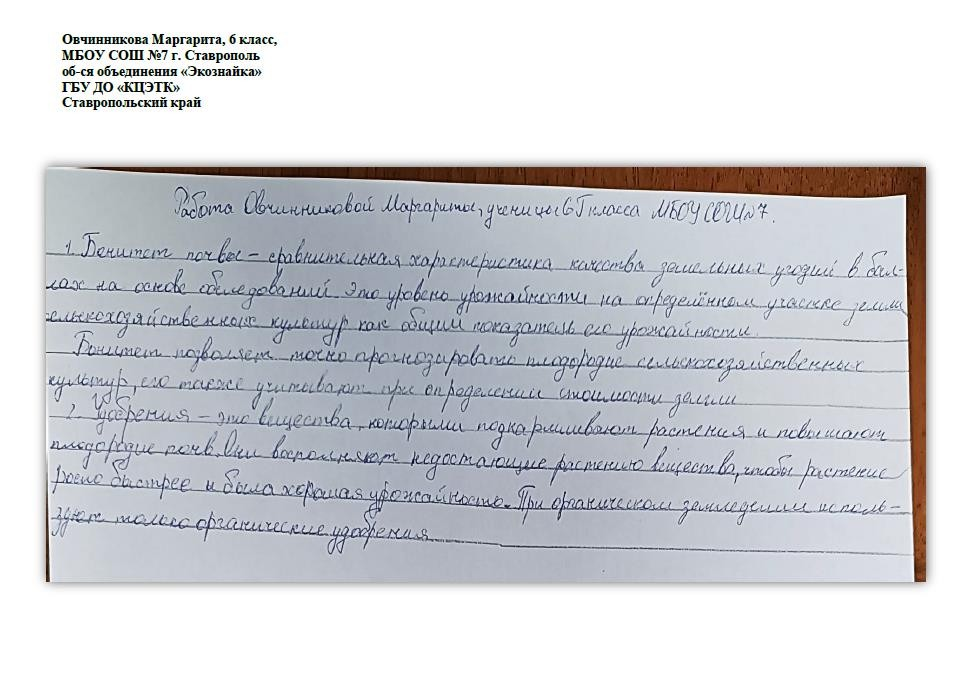 Овчинникова Маргарита, 6 класс,
МБОУ СОШ №7 г. Ставрополь
об-ся объединения «Экознайка»
ГБУ ДО «КЦЭТК»
Ставропольский край
Работа Овчинниковой Маргариты, ученицы 6 Г класса МБОУ СОШ №7.
1. Бонитет почвы – сравнительная характеристика качества земельных угодий в бал-
лах на основе обследований. Это уровень урожайности на определённом участке земли
сельскохозяйственных культур как общий показатель его урожайности.
Бонитет позволяет точно прогнозировать плодородие сельскохозяйственных
культур, его также учитывают при определении стоимости земли
2. Удобрения – это вещества, которыми подкармливают растения и повышают
плодородие почв. Они восполняют недостающие растению вещества, чтобы растение
росло быстрее и была хорошая урожайность. При органическом земледелии исполь-
зуют только органические удобрения